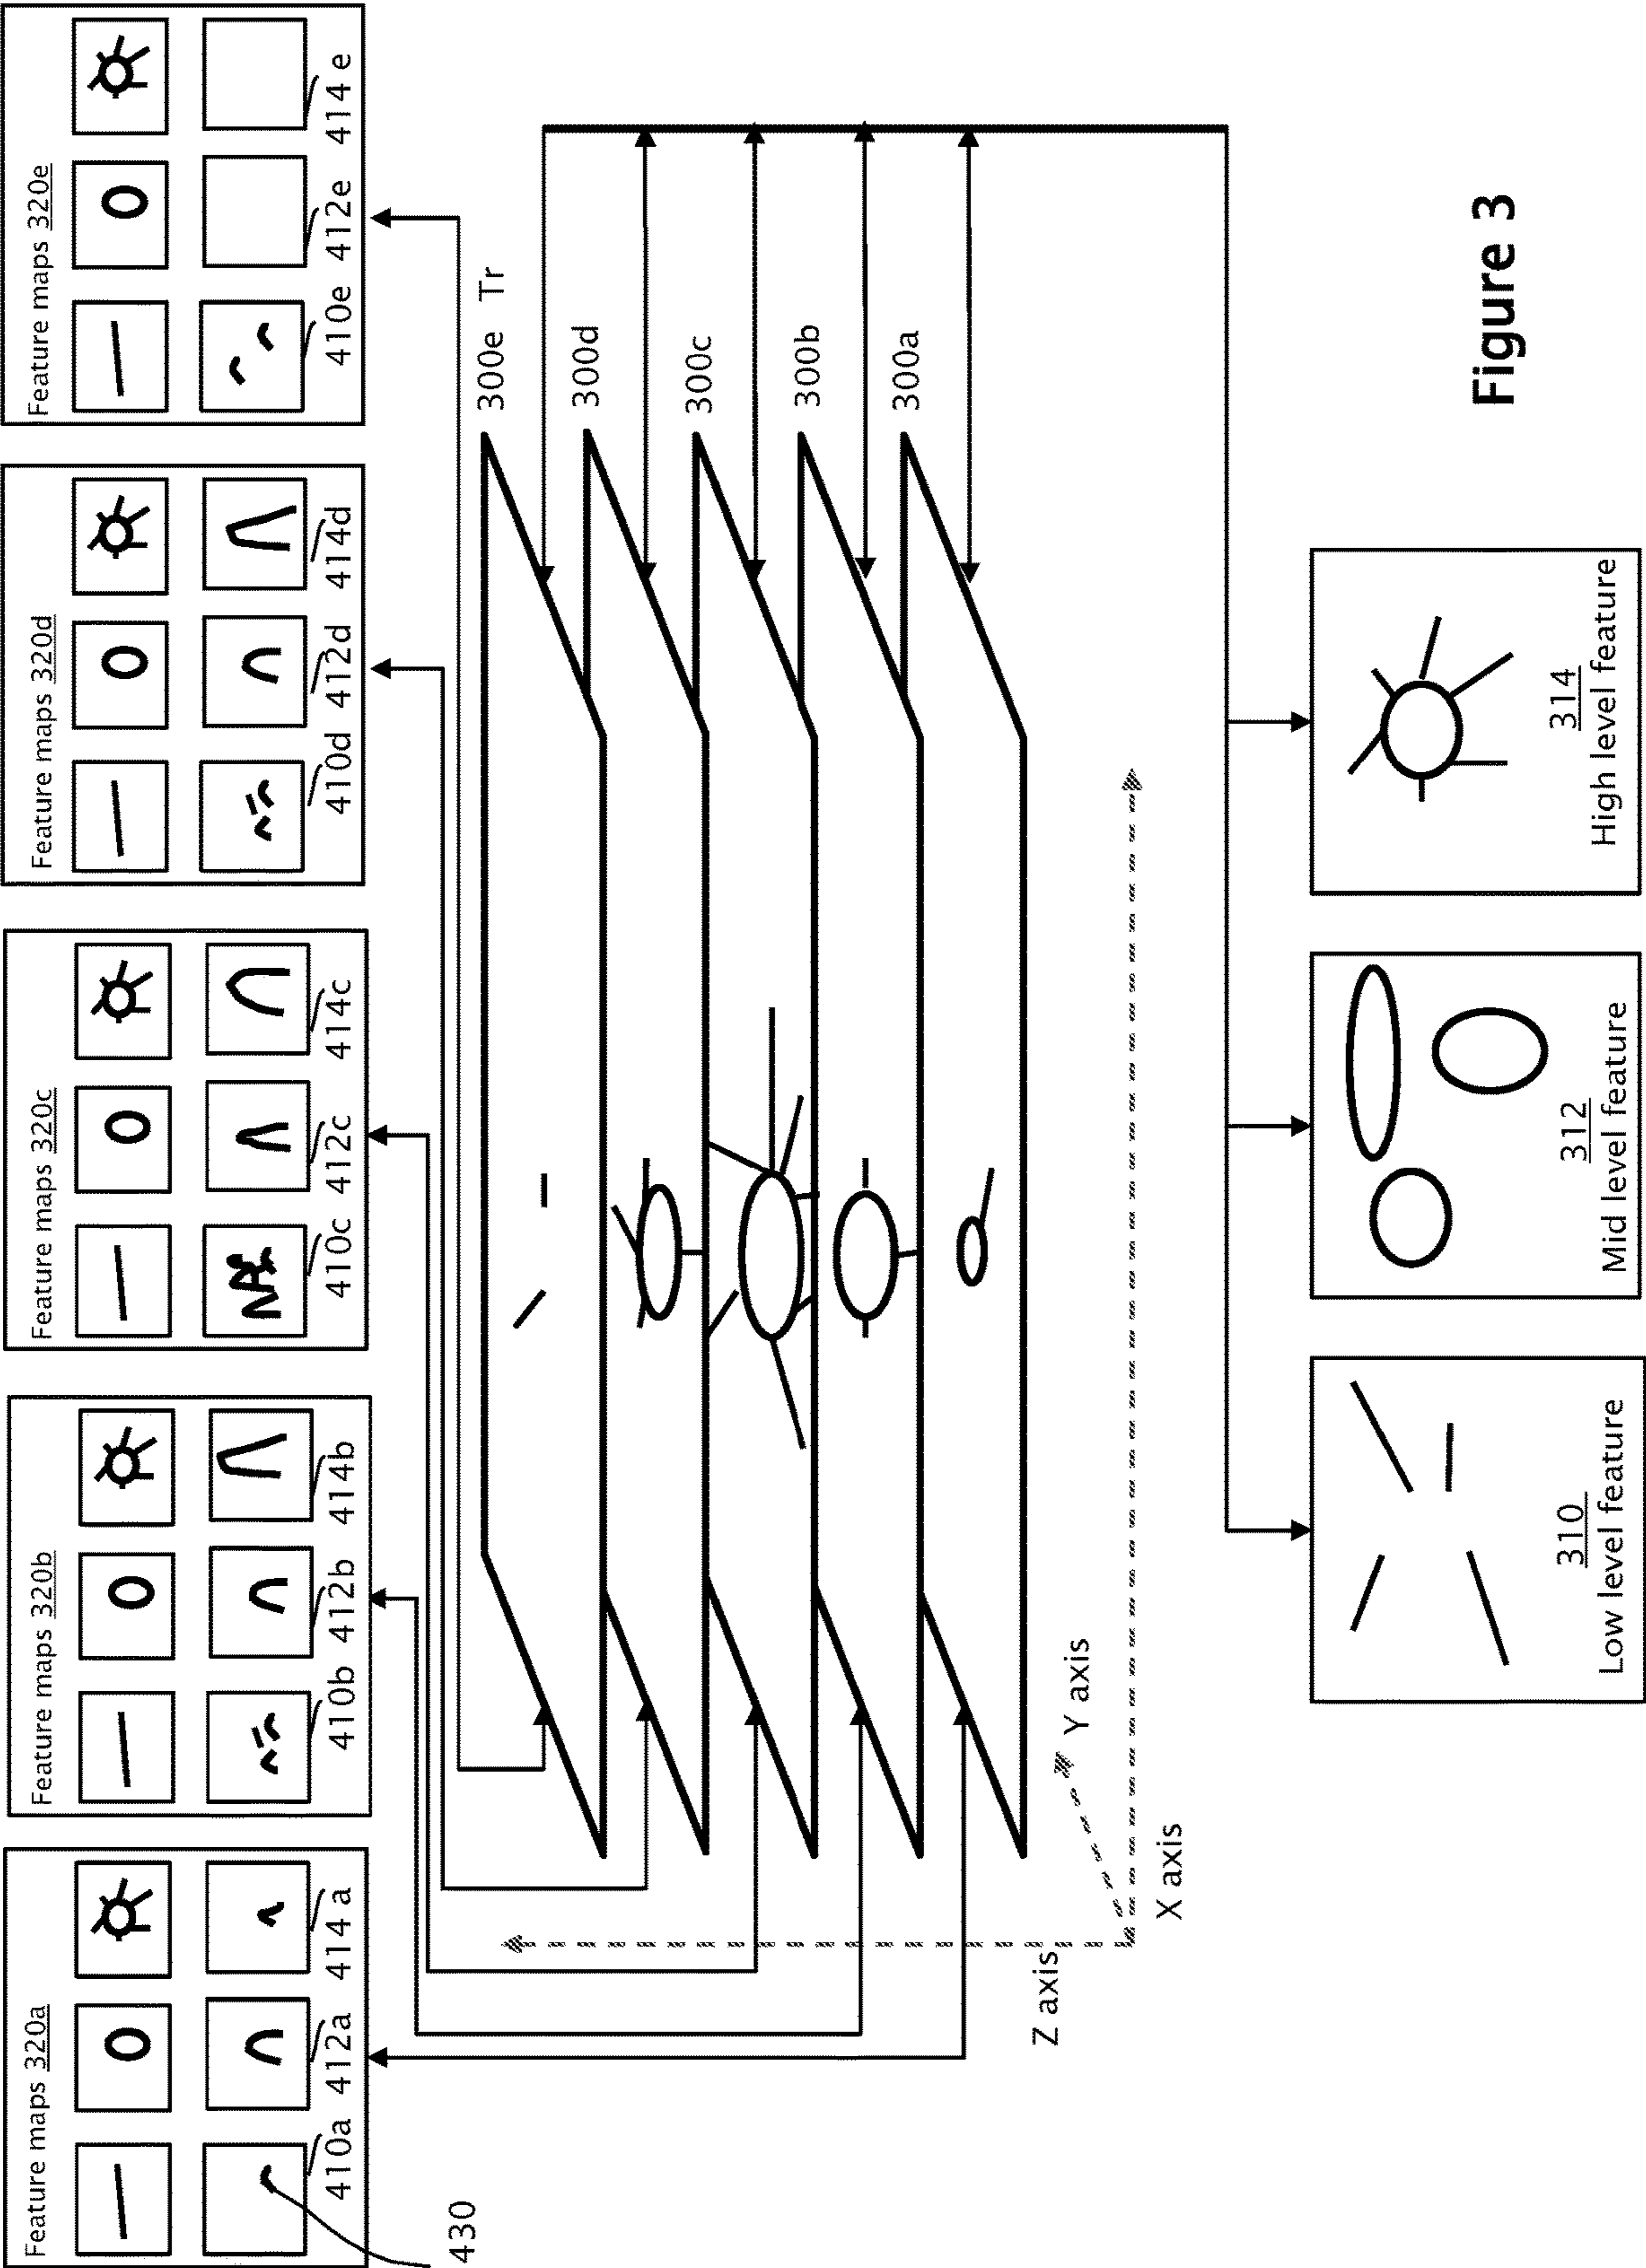 Feature maps 320a
410a
412a
414 a
430
Feature maps 320b
410b
412b
414b
Feature maps 320c
410c
412c
414c
Feature maps 320d
410d
412d
414d
Feature maps 320e
410e
412e
414 e
300e Tr
300d
300c
300b
300a
Z axis
Y axis
X axis
310
Low level feature
312
Mid level feature
314
High level feature
Figure 3